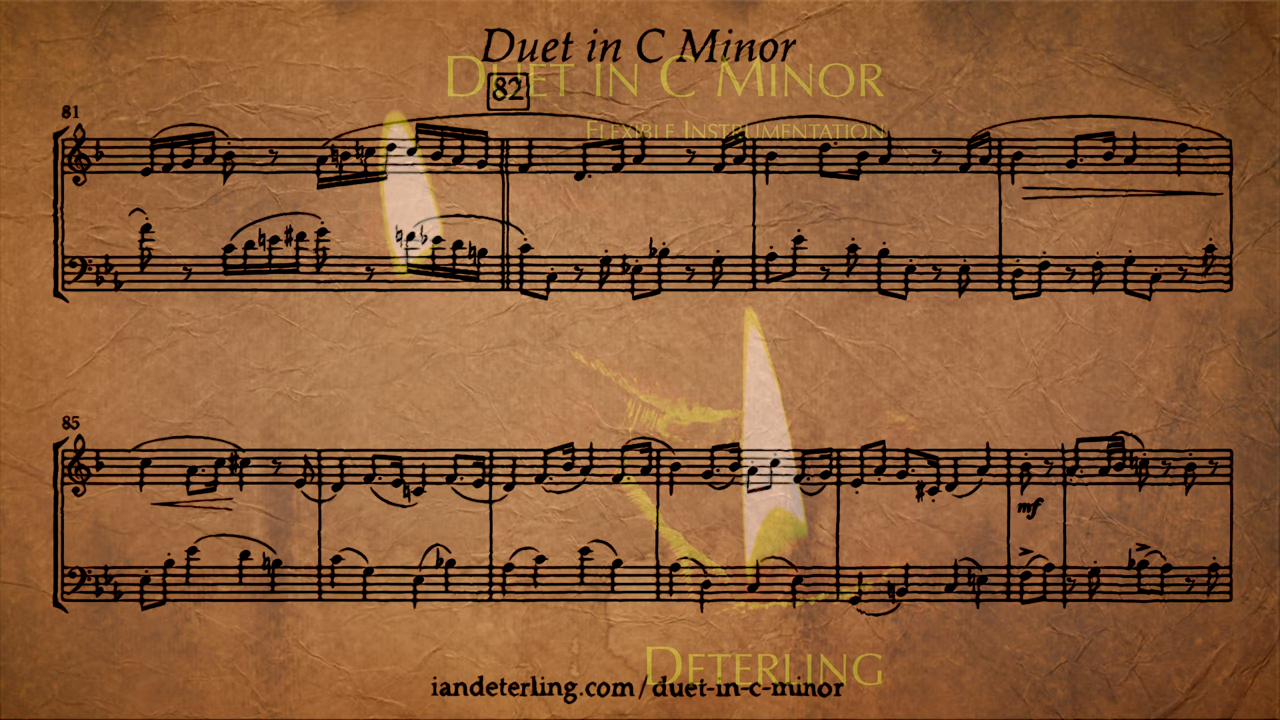 Duet in C Minor
DUET IN C MINOR
82
FLEXIBLE INSTRUMENTATION
81
85
mf
DETERLING
iandeterling.com/duet-in-c-minor